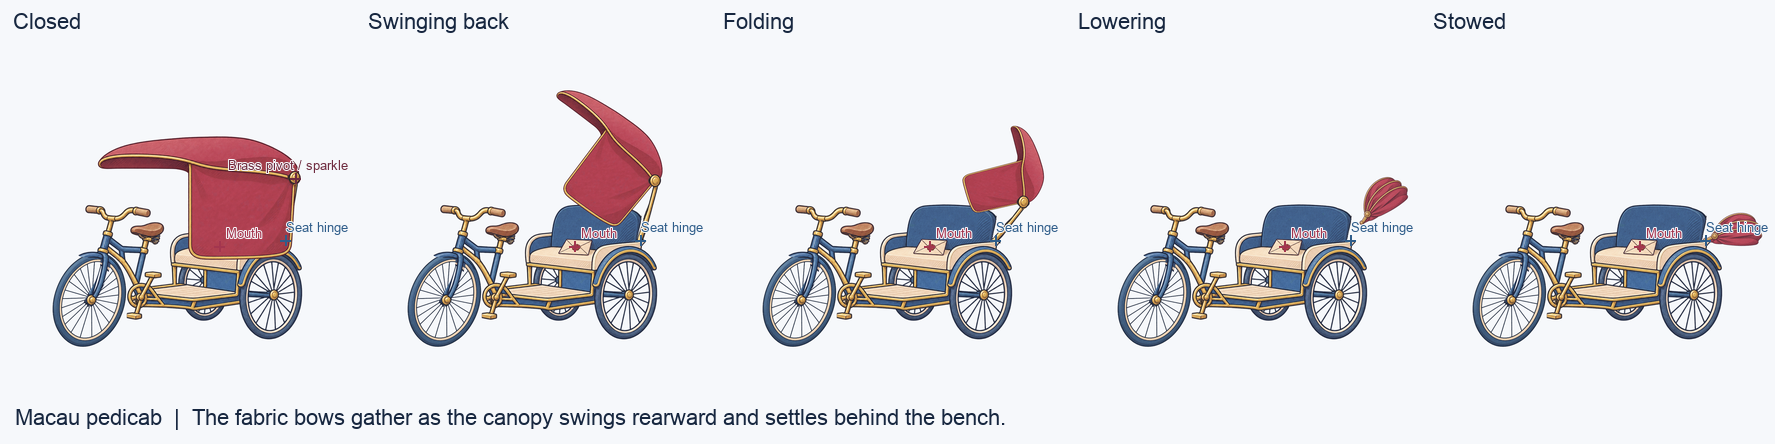 Closed
Swinging back
Folding
Lowering
Stowed
Brass pivot / sparkle
Mouth
Seat hinge
Mouth
Seat hinge
Mouth
Seat hinge
Mouth
Seat hinge
Mouth
Seat hinge
Macau pedicab | The fabric bows gather as the canopy swings rearward and settles behind the bench.